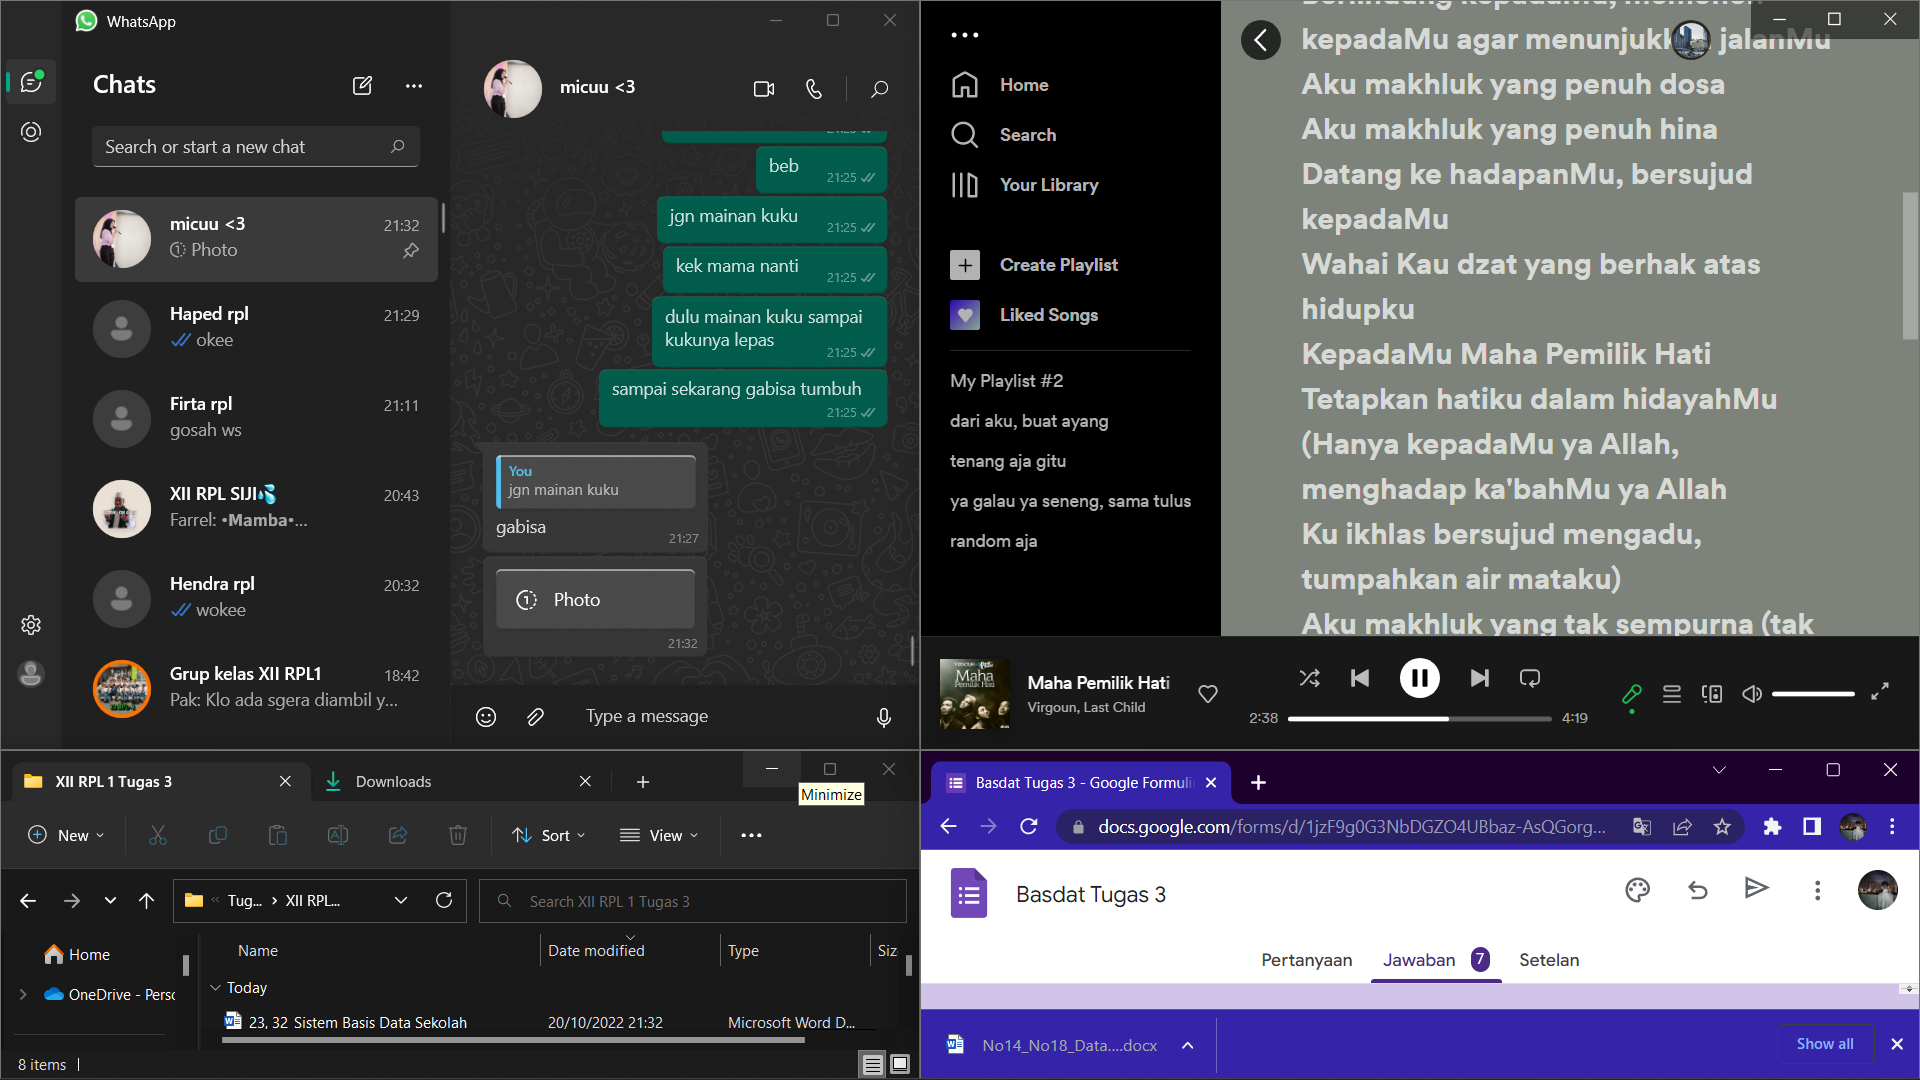 WhatsApp
Chats
Search or start a new chat
micuu <3
21:32
Photo
Haped rpl
21:29
okee
Firta rpl
21:11
gosah ws
XII RPL SIJI💦
20:43
Farrel: •Mamba•...
Hendra rpl
20:32
wokee
Grup kelas XII RPL1
18:42
Pak: Klo ada sgera diambil y...
micuu <3
beb
21:25
jgn mainan kuku
21:25
kek mama nanti
21:25
dulu mainan kuku sampai
kukunya lepas
21:25
sampai sekarang gabisa tumbuh
21:25
You
jgn mainan kuku
gabisa
21:27
Photo
21:32
Type a message
Home
Search
Your Library
Create Playlist
Liked Songs
My Playlist #2
dari aku, buat ayang
tenang aja gitu
ya galau ya seneng, sama tulus
random aja
kepadaMu agar menunjukk jalanMu
Aku makhluk yang penuh dosa
Aku makhluk yang penuh hina
Datang ke hadapanMu, bersujud
kepadaMu
Wahai Kau dzat yang berhak atas
hidupku
KepadaMu Maha Pemilik Hati
Tetapkan hatiku dalam hidayahMu
(Hanya kepadaMu ya Allah,
menghadap ka'bahMu ya Allah
Ku ikhlas bersujud mengadu,
tumpahkan air mataku)
Aku makhluk yang tak sempurna (tak
Maha
Pemilik Hati
Maha Pemilik Hati
Virgoun, Last Child
2:38
4:19
XII RPL 1 Tugas 3
Downloads
Minimize
New
Sort
View
Tug... › XII RPL...
Search XII RPL 1 Tugas 3
Home
OneDrive - Perso
Name
Date modified
Type
Siz
Today
23, 32 Sistem Basis Data Sekolah
20/10/2022 21:32
Microsoft Word D...
8 items
Basdat Tugas 3 - Google Formuli
docs.google.com/forms/d/1jzF9g0G3NbDGZO4UBbaz-AsQGorg...
Basdat Tugas 3
Pertanyaan
Jawaban 7
Setelan
No14_No18_Data....docx
Show all